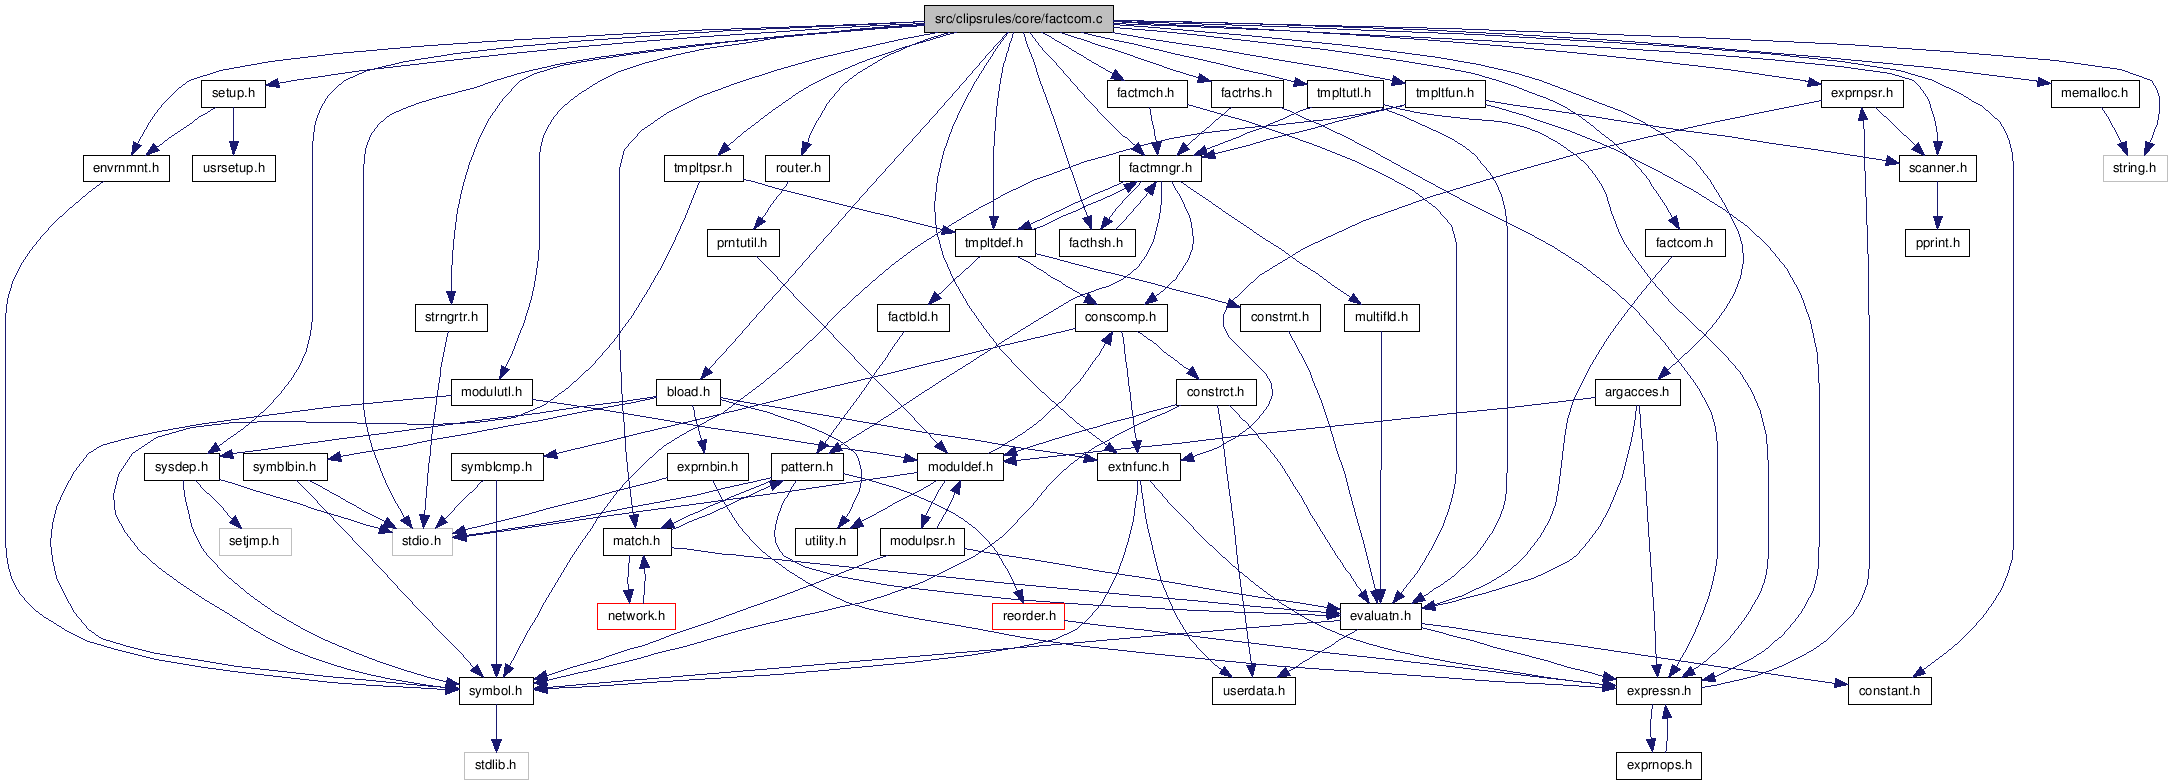 src/clipsrules/core/factcom.c
setup.h
factmch.h
factrhs.h
tmpltutl.h
tmpltfun.h
exprnpsr.h
memalloc.h
envrnmnt.h
usrsetup.h
tmpltpsr.h
router.h
factmngr.h
scanner.h
string.h
prntutil.h
tmpltdef.h
facthsh.h
factcom.h
pprint.h
strngrtr.h
factbld.h
conscomp.h
constrnt.h
multifld.h
modulutl.h
bload.h
constrct.h
argacces.h
sysdep.h
symblbin.h
symblcmp.h
exprnbin.h
pattern.h
moduldef.h
extnfunc.h
setjmp.h
stdio.h
match.h
utility.h
modulpsr.h
network.h
reorder.h
evaluatn.h
symbol.h
userdata.h
expressn.h
constant.h
stdlib.h
exprnops.h